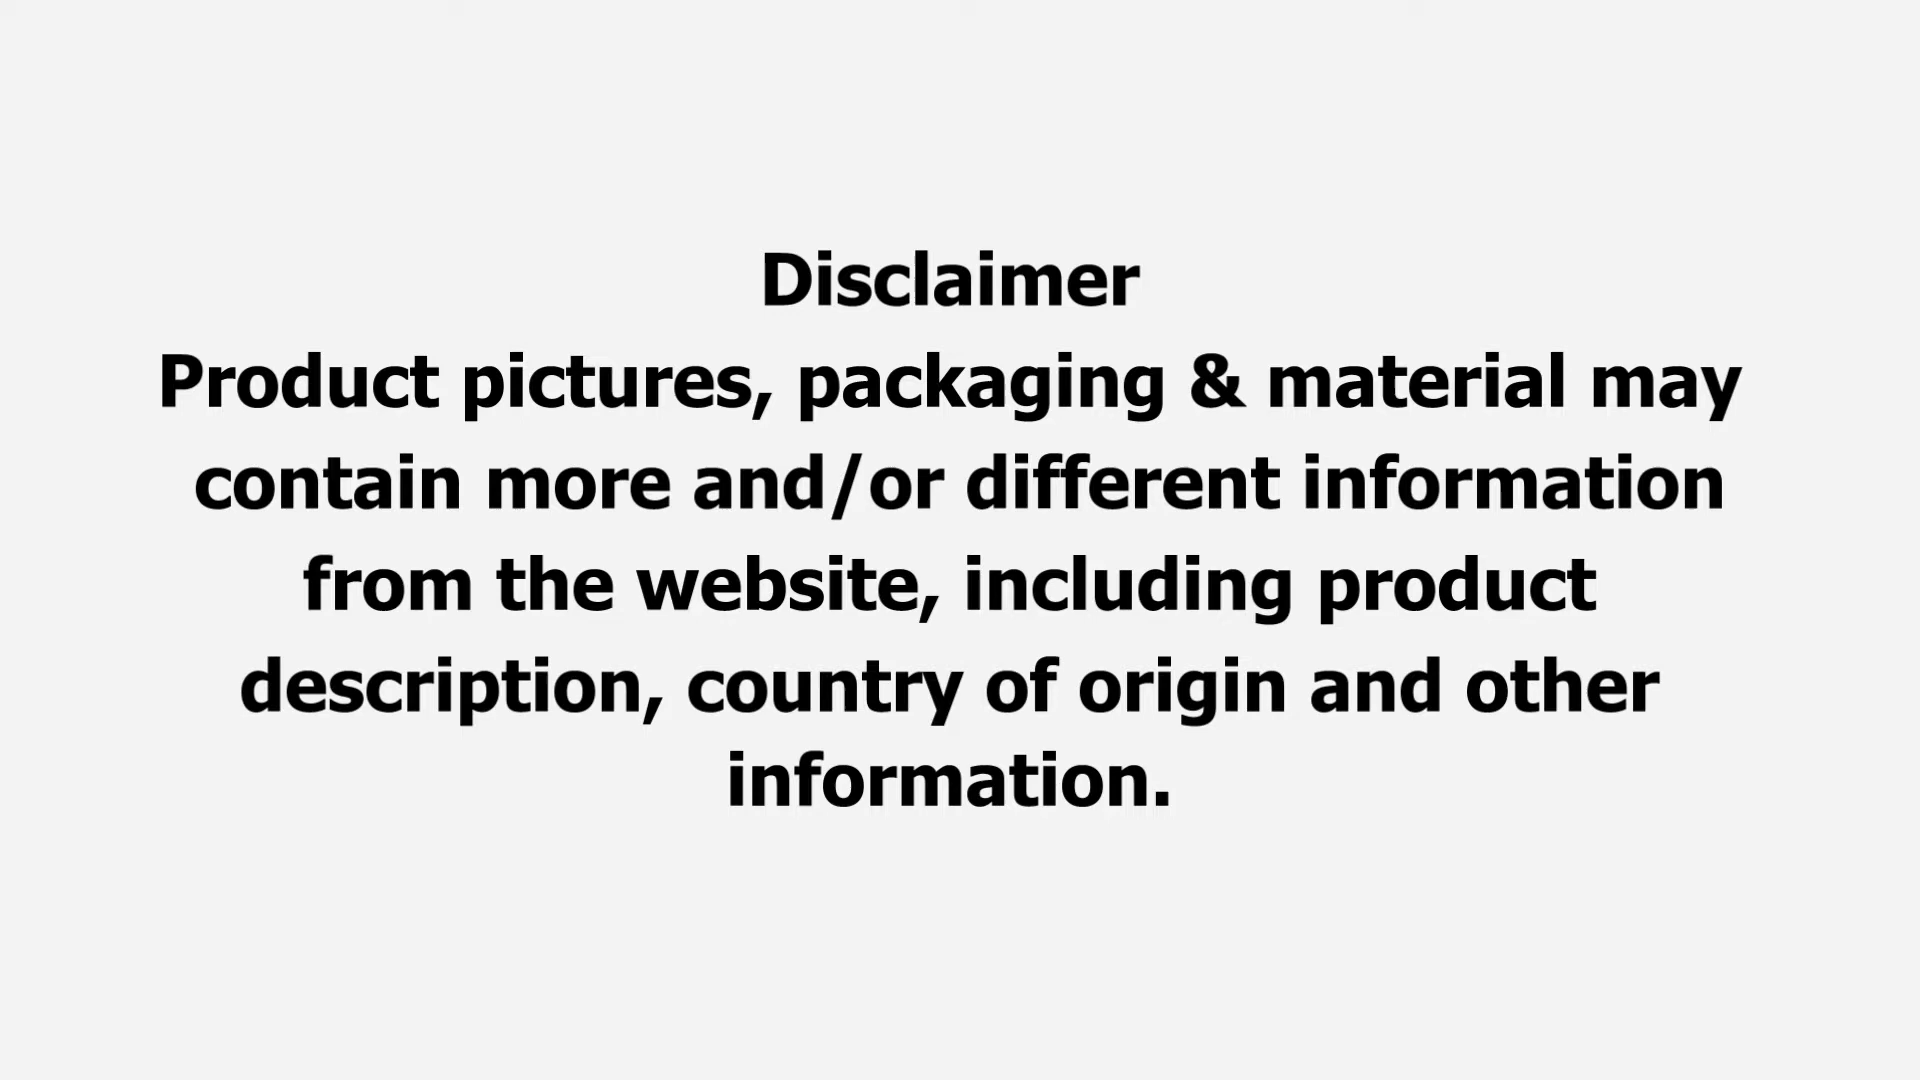 Disclaimer
Product pictures, packaging & material may
contain more and/or different information
from the website, including product
description, country of origin and other
information.